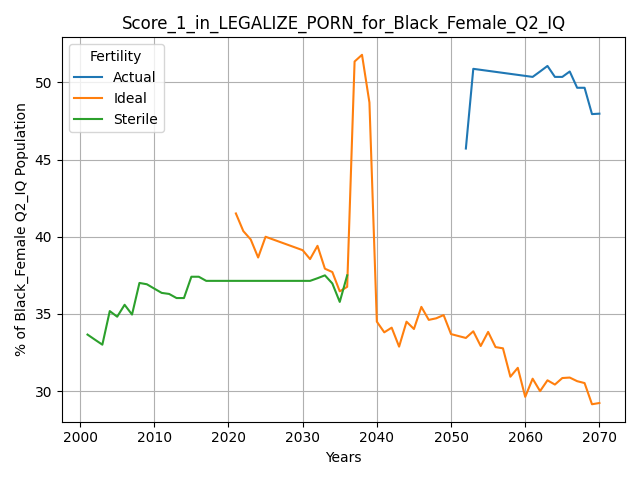 Score_1_in_LEGALIZE_PORN_for_Black_Female_Q2_IQ
Fertility
Actual
Ideal
Sterile
% of Black_Female Q2_IQ Population
50
45
40
35
30
2000 2010 2020 2030 2040 2050 2060 2070
Years